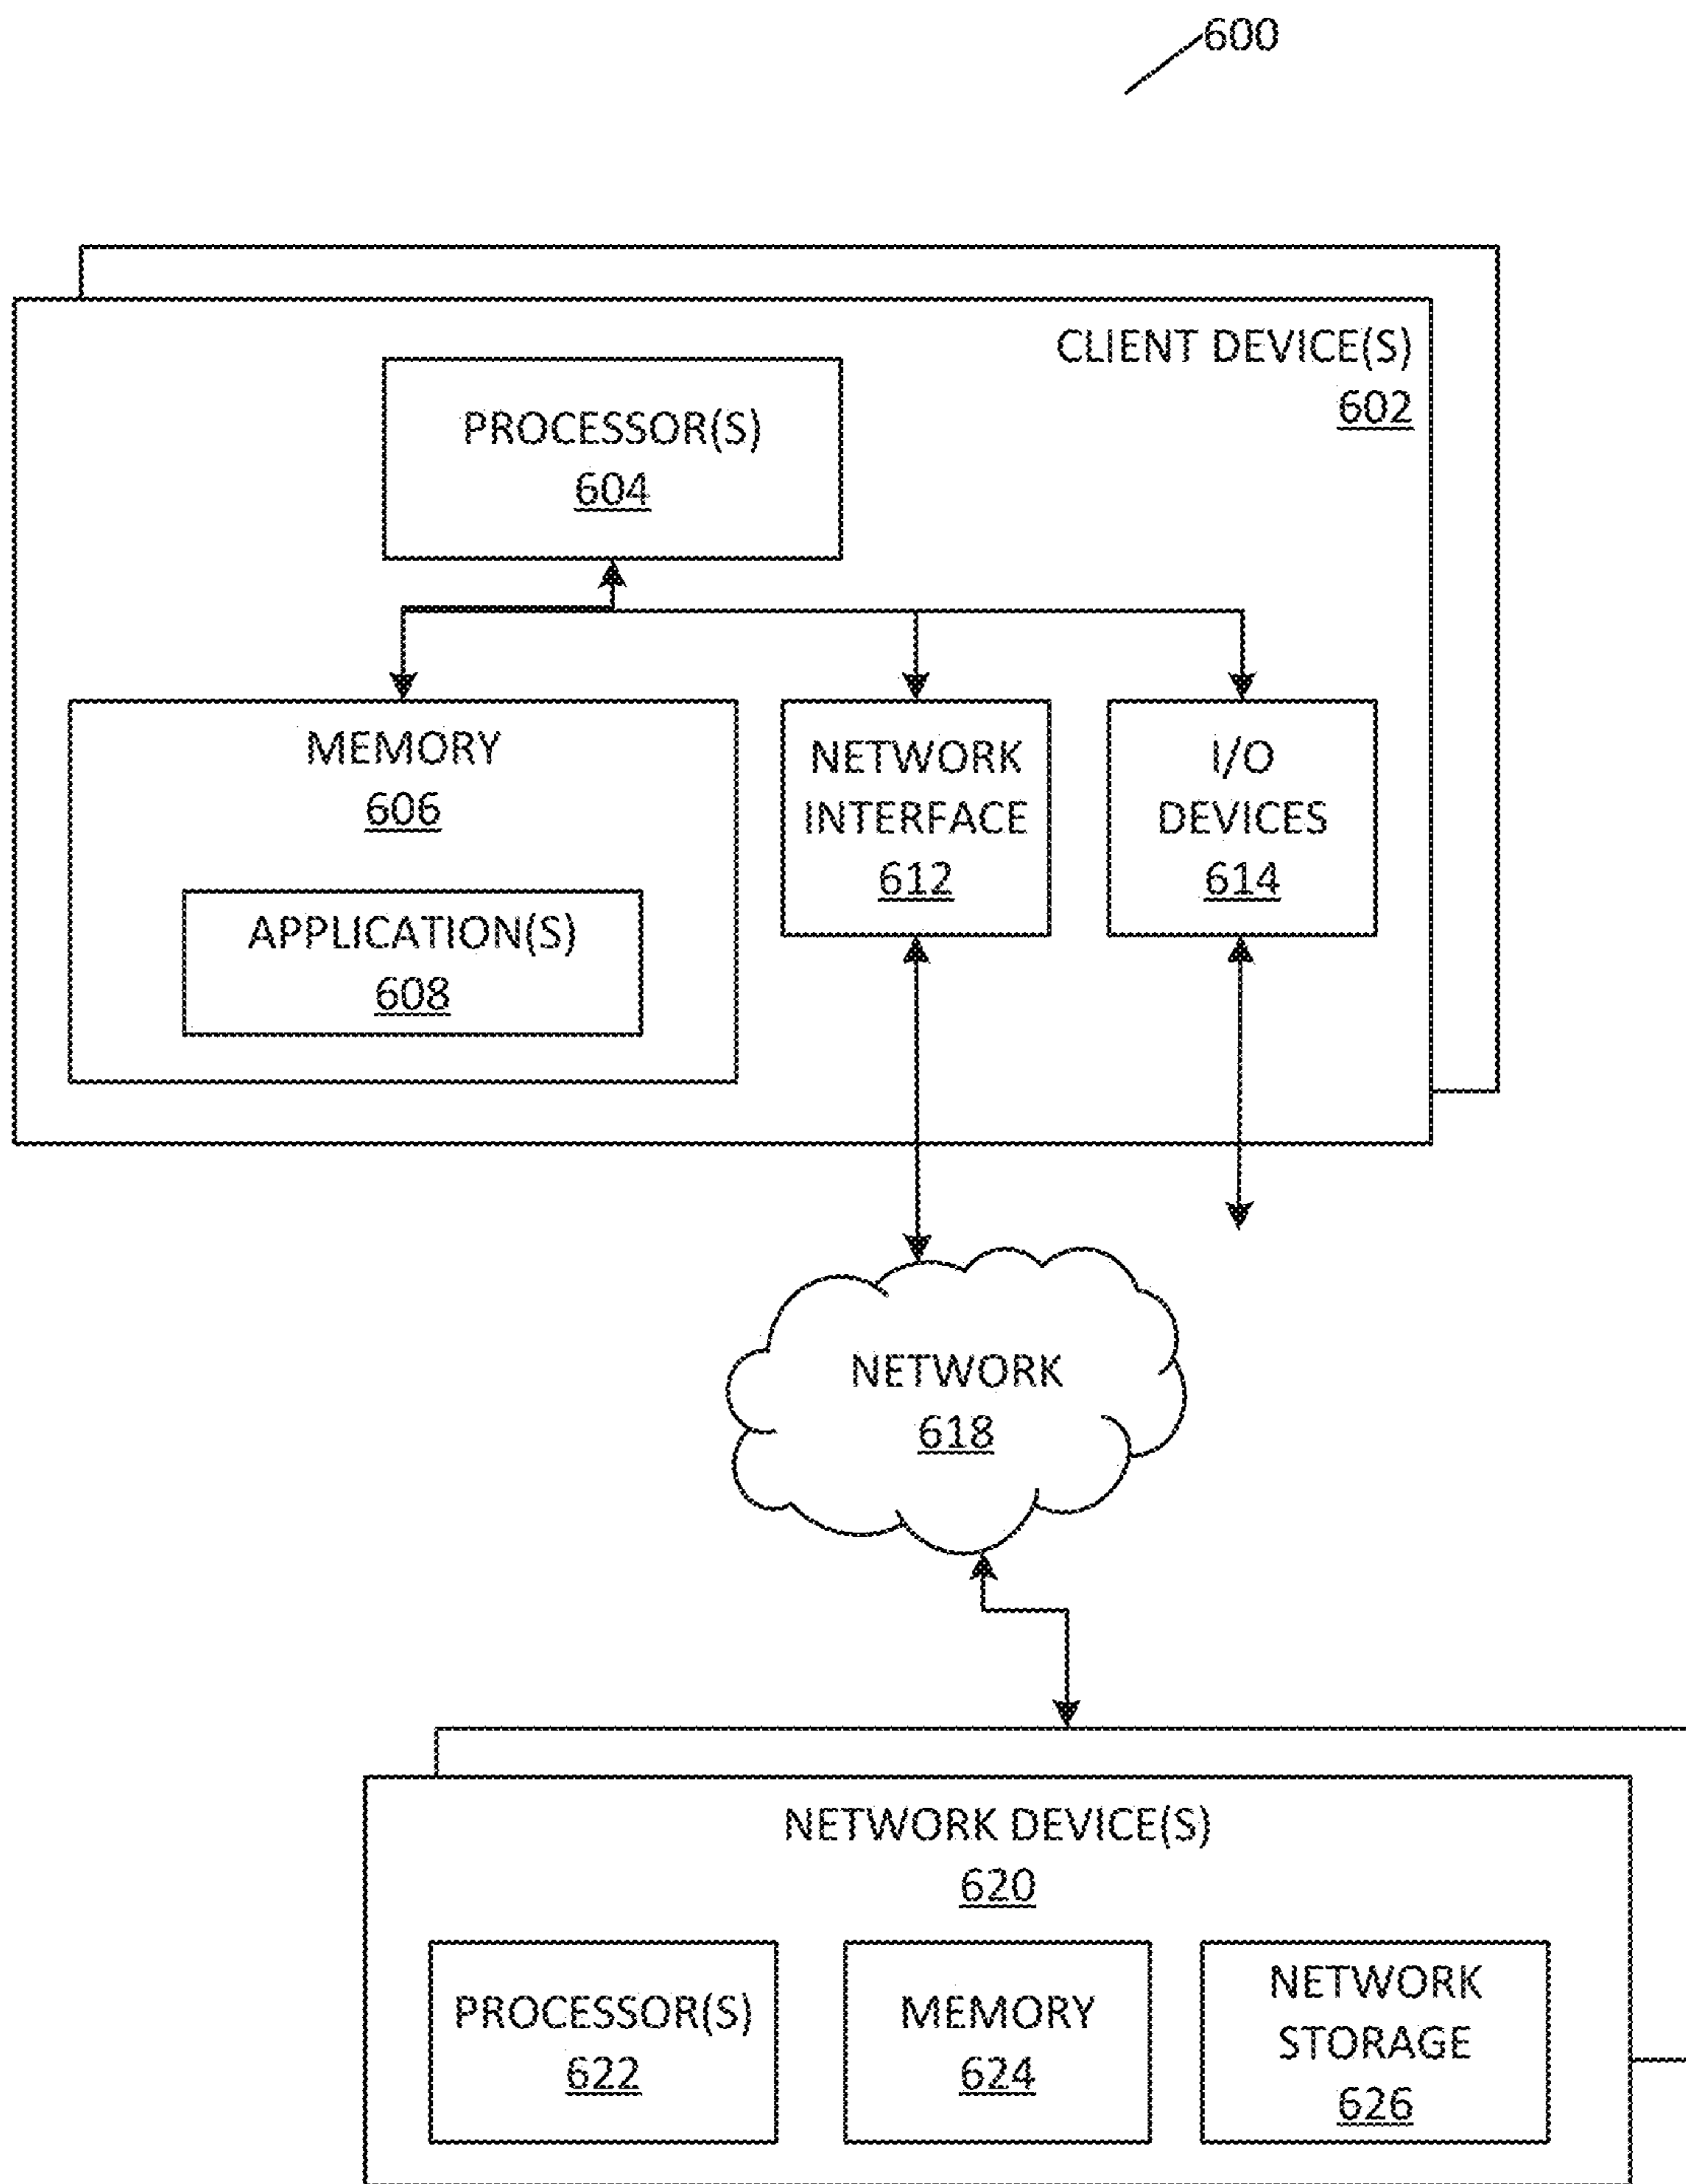 600
CLIENT DEVICE(S)
602
PROCESSOR(S)
604
MEMORY
606
APPLICATION(S)
608
NETWORK
INTERFACE
612
I/O
DEVICES
614
NETWORK
618
NETWORK DEVICE(S)
620
PROCESSOR(S)
622
MEMORY
624
NETWORK
STORAGE
626